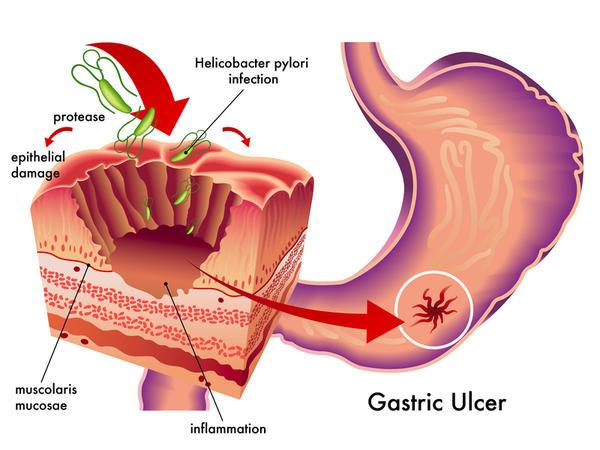 Helicobacter pylori
infection
protease
epithelial
damage
muscolaris
mucosae
inflammation
Gastric Ulcer